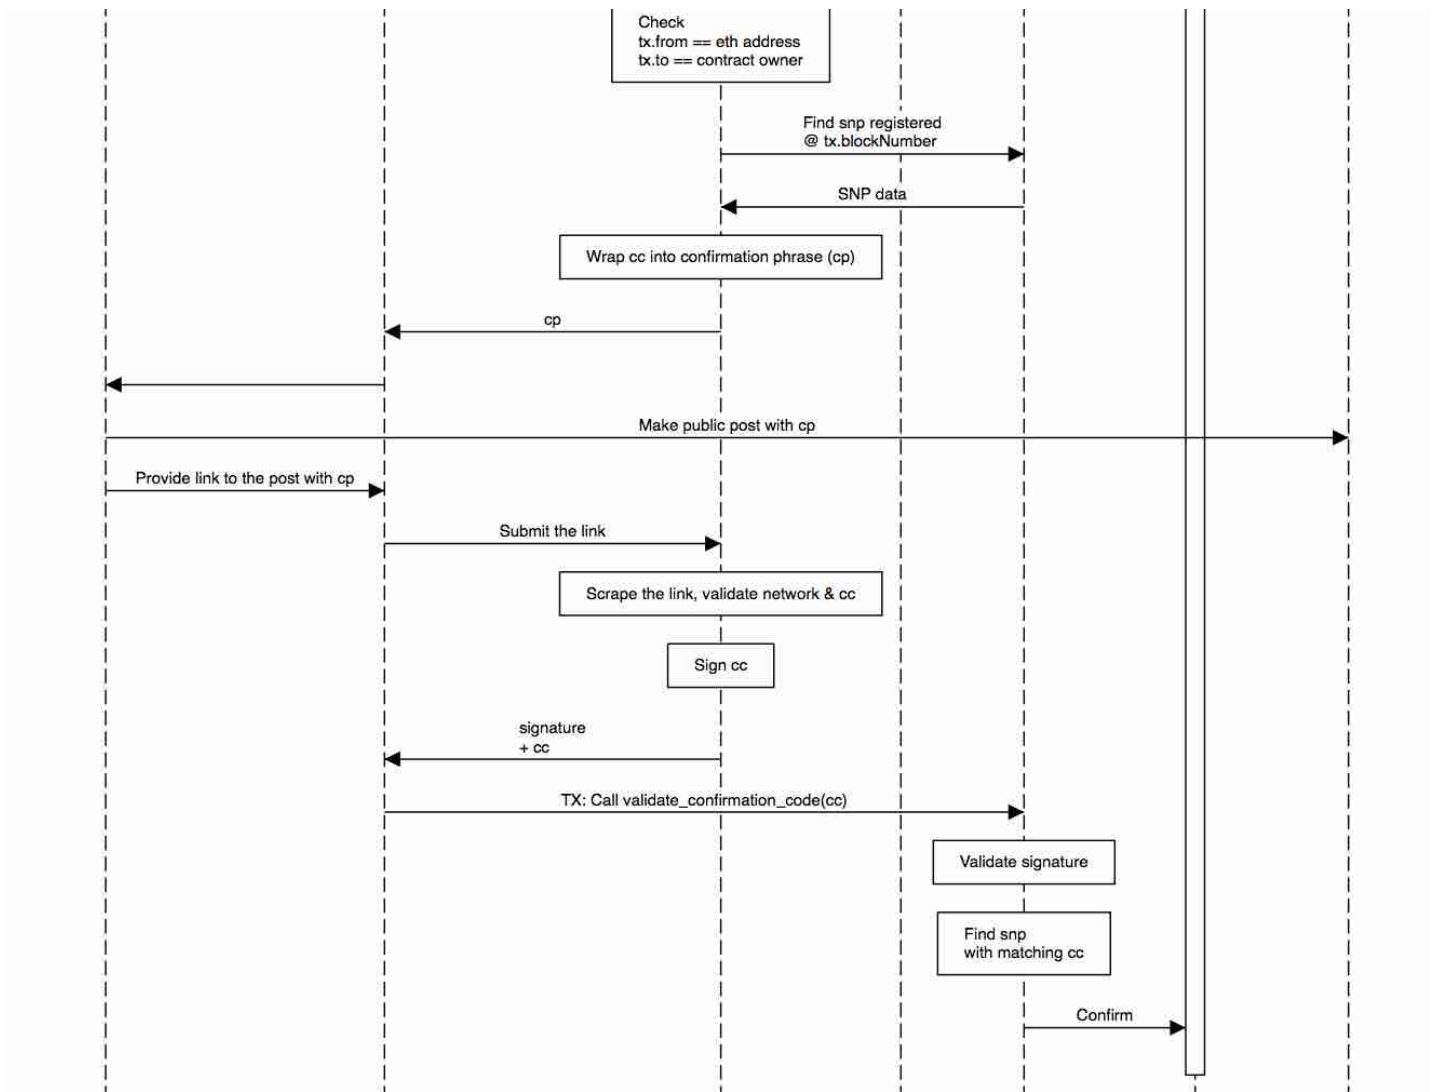 Check
tx.from == eth address
tx.to == contract owner
Find snp registered
@ tx.blockNumber
SNP data
Wrap cc into confirmation phrase (cp)
cp
Make public post with cp
Provide link to the post with cp
Submit the link
Scrape the link, validate network & cc
Sign cc
signature
+ cc
TX: Call validate_confirmation_code(cc)
Validate signature
Find snp
with matching cc
Confirm